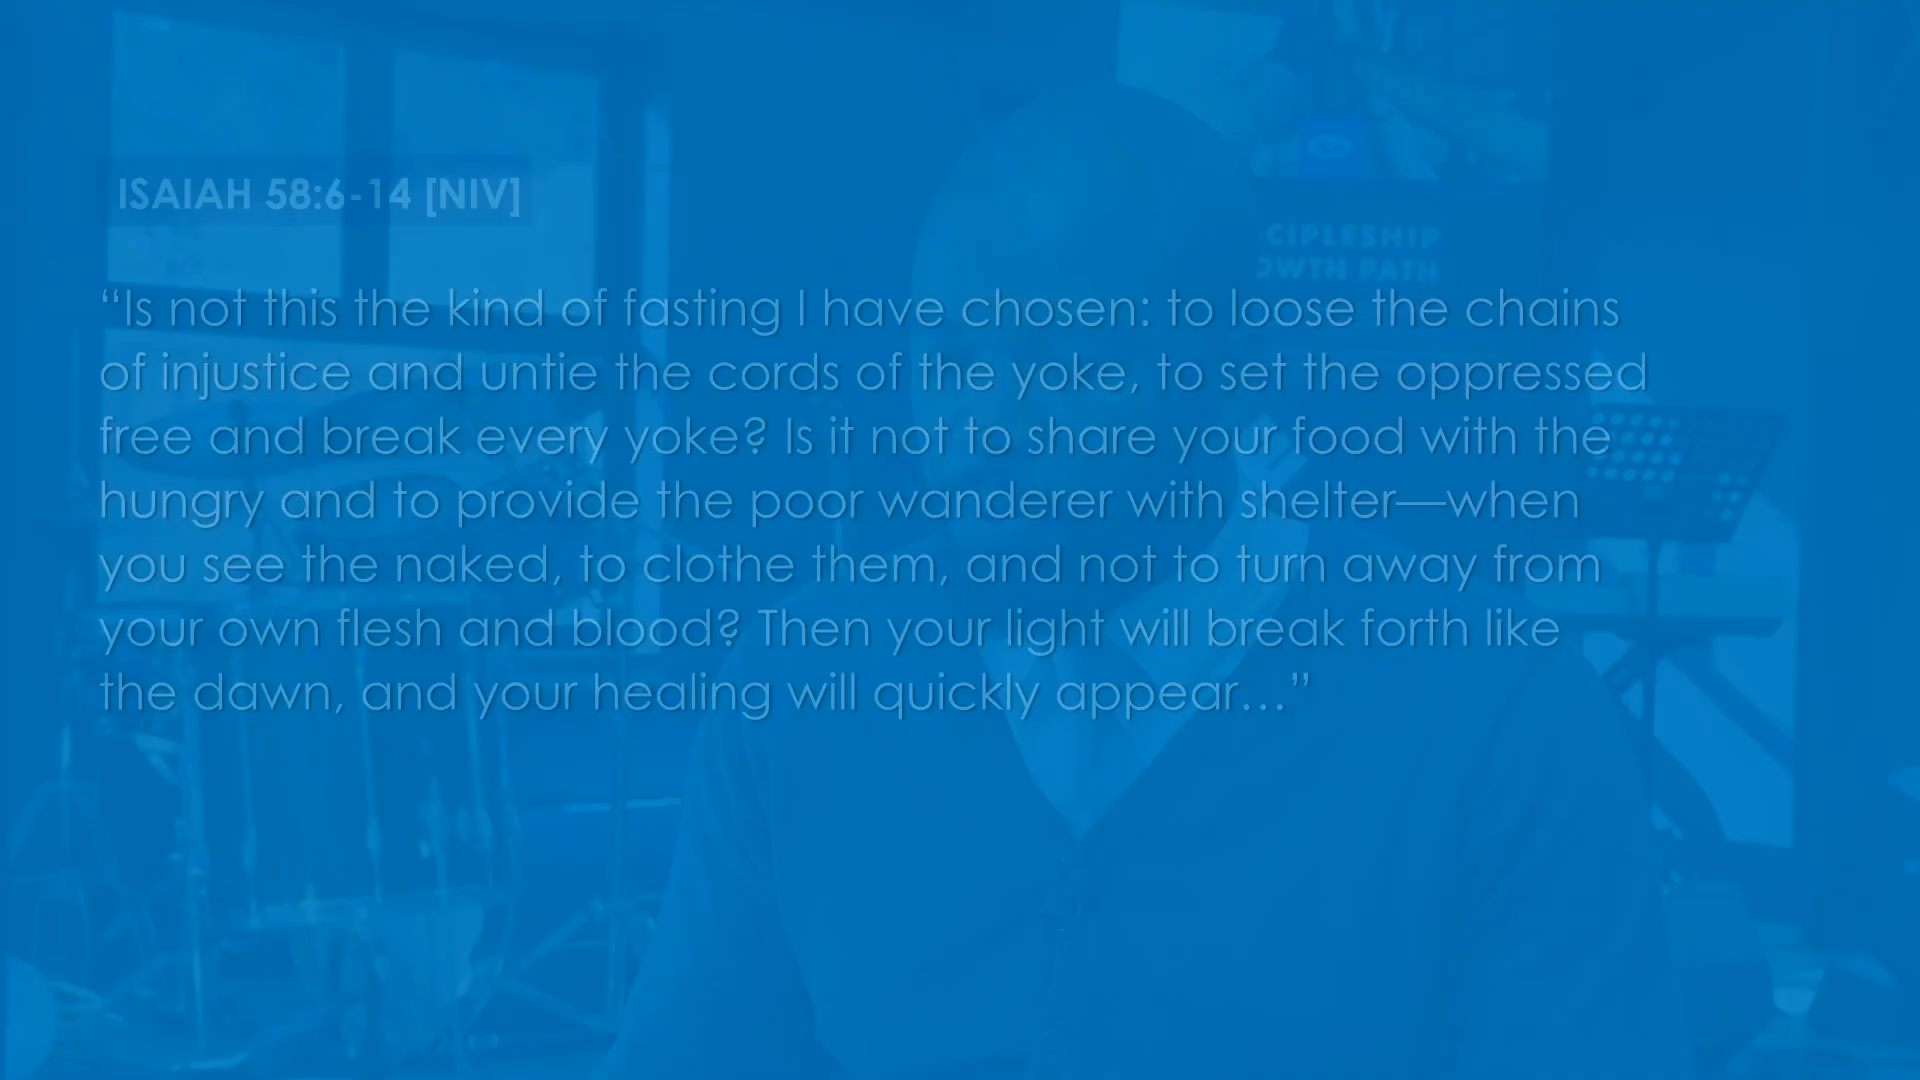 ISAIAH 58:6-14 [NIV]
CIPLESHIP
OWTH PATH
“Is not this the kind of fasting I have chosen: to loose the chains
of injustice and untie the cords of the yoke, to set the oppressed
free and break every yoke? Is it not to share your food with the
hungry and to provide the poor wanderer with shelter—when
you see the naked, to clothe them, and not to turn away from
your own flesh and blood? Then your light will break forth like
the dawn, and your healing will quickly appear…”